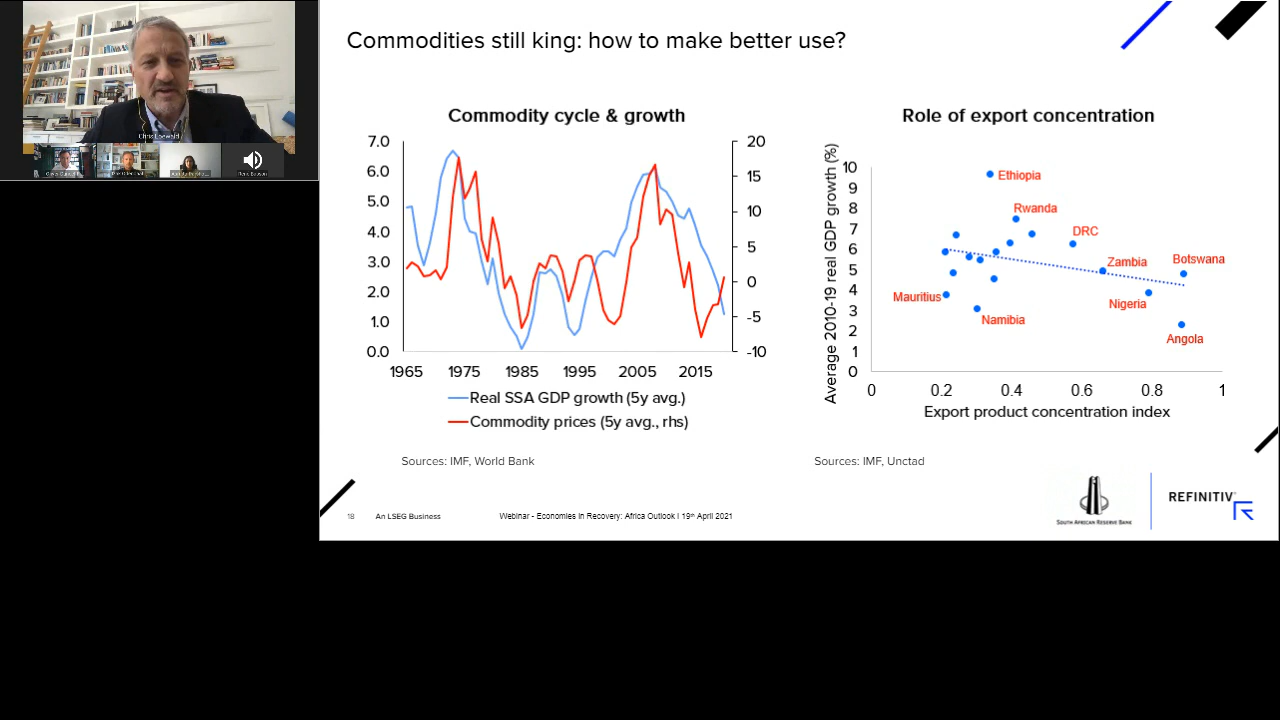 Commodities still king: how to make better use?
Chris Loewald
Commodity cycle & growth
7.0
6.0
5.0
4.0
3.0
2.0
1.0
0.0
20
15
10
5
0
-5
-10
1965 1975 1985 1995 2005 2015
Real SSA GDP growth (5y avg.)
Commodity prices (5y avg., rhs)
Sources: IMF, World Bank
Role of export concentration
Average 2010-19 real GDP growth (%)
10
9
8
7
6
5
4
3
2
1
0
Ethiopia
Rwanda
DRC
Zambia
Botswana
Mauritius
Nigeria
Namibia
Angola
0 0.2 0.4 0.6 0.8 1
Export product concentration index
Sources: IMF, Unctad
18 An LSEG Business Webinar - Economies in Recovery: Africa Outlook I 19th April 2021
SOUTH AFRICAN RESERVE BANK
REFINITIV